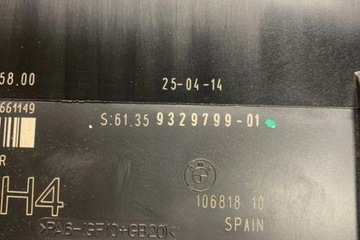 58.00
25-04-14
661149
S:61.35 9329799-01
R
H4
106818 10
>PA6-(GF10+GB20)<
SPAIN